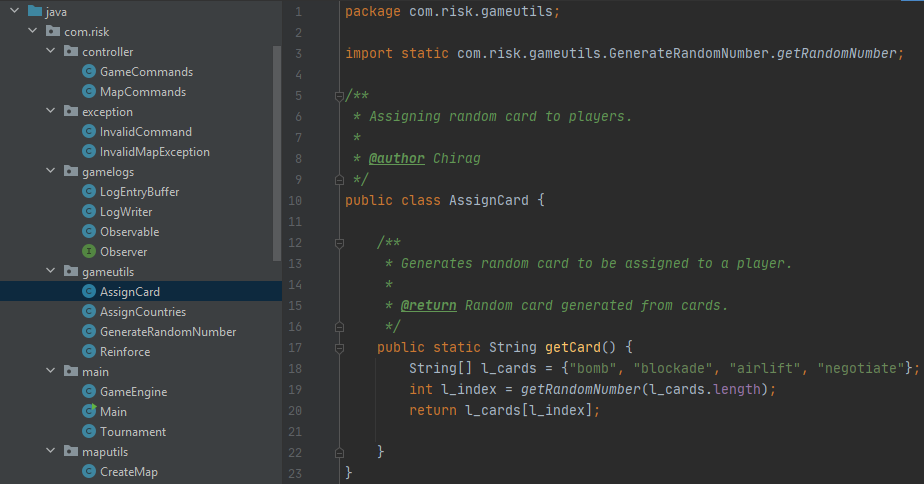 java
com.risk
controller
GameCommands
MapCommands
exception
InvalidCommand
InvalidMapException
gamelogs
LogEntryBuffer
LogWriter
Observable
Observer
gameutils
AssignCard
AssignCountries
GenerateRandomNumber
Reinforce
main
GameEngine
Main
Tournament
maputils
CreateMap
1 package com.risk.gameutils;
2
3 import static com.risk.gameutils.GenerateRandomNumber.getRandomNumber;
4
5 /**
6  * Assigning random card to players.
7  *
8  * @author Chirag
9  */
10 public class AssignCard {
11
12     /**
13      * Generates random card to be assigned to a player.
14      *
15      * @return Random card generated from cards.
16      */
17     public static String getCard() {
18         String[] l_cards = {"bomb", "blockade", "airlift", "negotiate"};
19         int l_index = getRandomNumber(l_cards.length);
20         return l_cards[l_index];
21
22     }
23 }